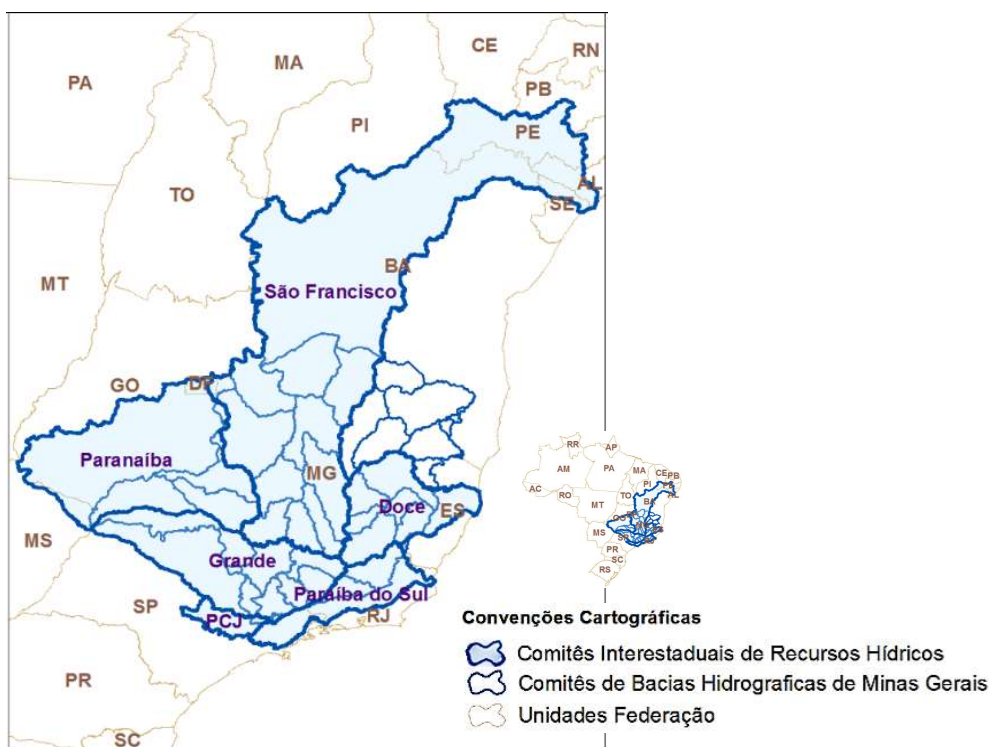 CE
RN
MA
PA
PB
PI
PE
TO
AL
SE
MT
BA
São Francisco
GO
DF
Paranaíba
MG
Doce
ES
MS
Grande
Paraíba do Sul
SP
PCJ
RJ
PR
SC
RR
AP
AM
PA
MA
CE
PB
PI
PE
AC
RO
TO
AL
MT
BA
MS
SP
PR
SC
RS
Convenções Cartográficas
Comitês Interestaduais de Recursos Hídricos
Comitês de Bacias Hidrograficas de Minas Gerais
Unidades Federação